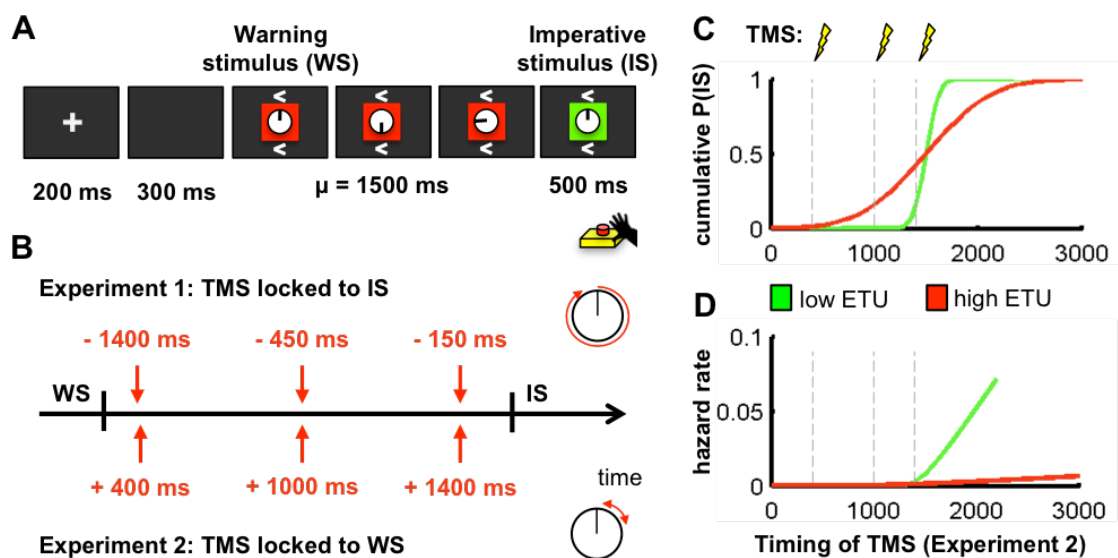 A
Warning
stimulus (WS)
Imperative
stimulus (IS)
+
<
<
<
<
<
<
<
<
200 ms
300 ms
μ = 1500 ms
500 ms
B
Experiment 1: TMS locked to IS
- 1400 ms
- 450 ms
- 150 ms
WS
IS
+ 400 ms
+ 1000 ms
+ 1400 ms
time
Experiment 2: TMS locked to WS
C
TMS:
cumulative P(IS)
1
0.5
0
0
1000
2000
3000
low ETU
high ETU
D
hazard rate
0.1
0.05
0
0
1000
2000
3000
Timing of TMS (Experiment 2)